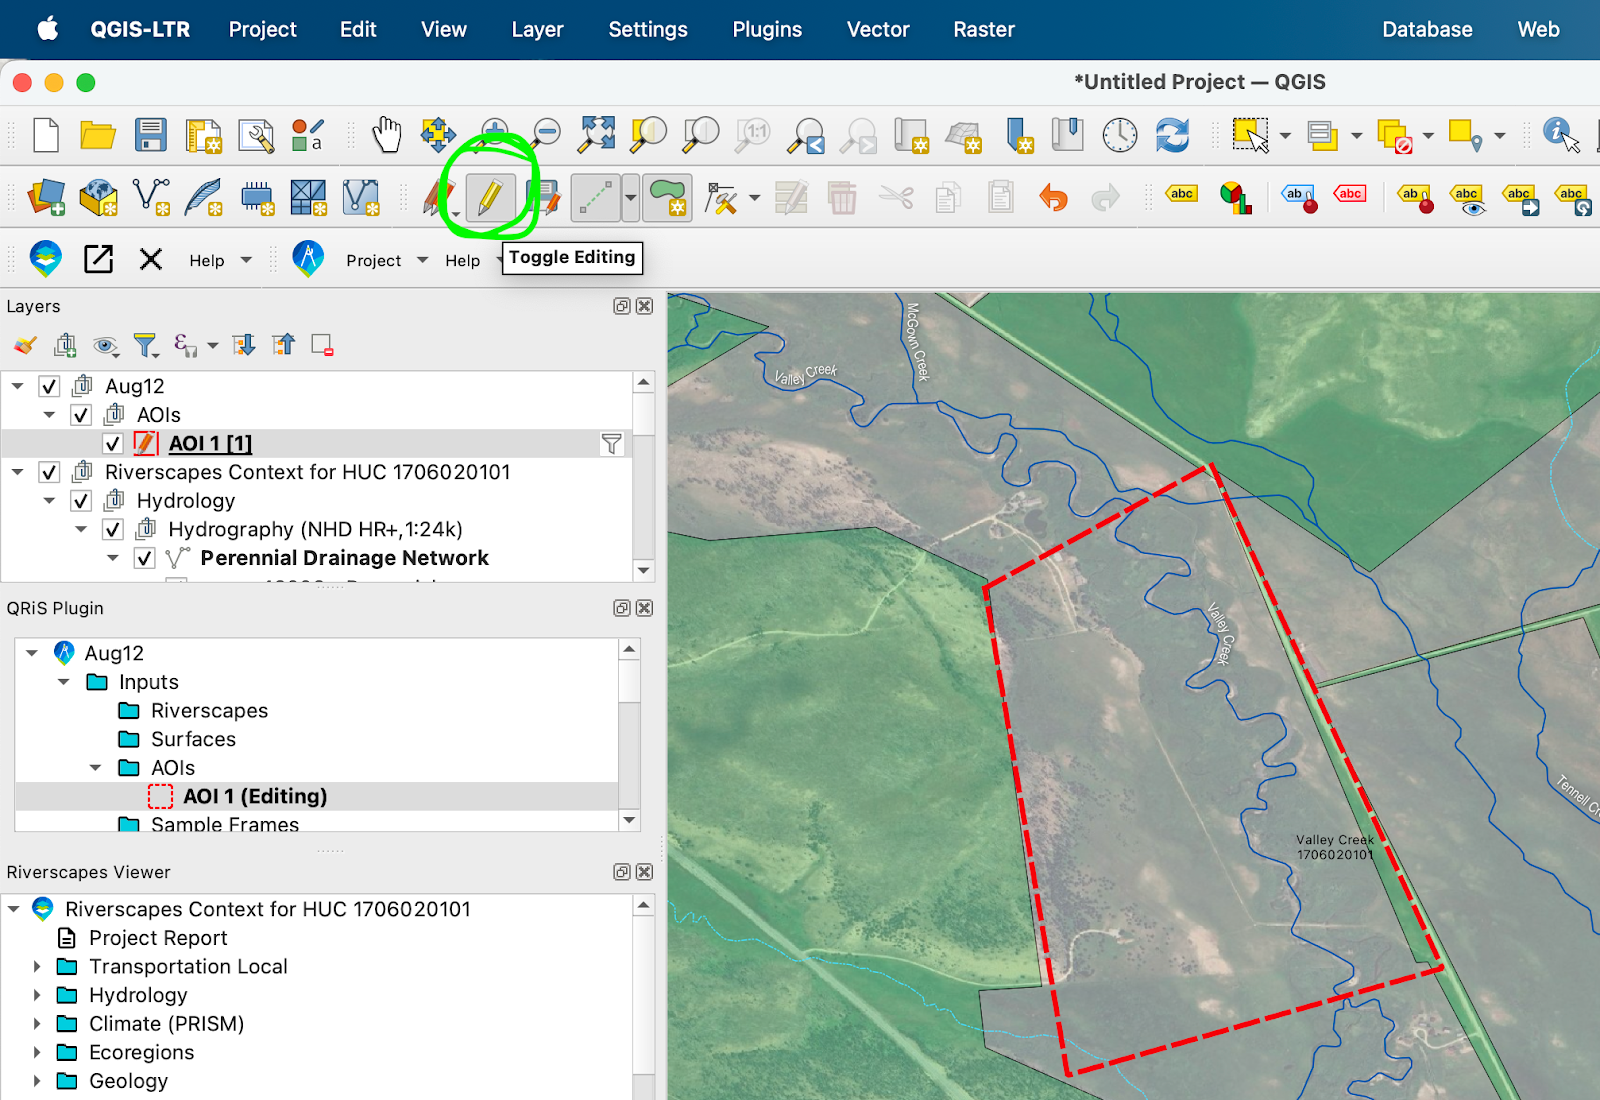 QGIS-LTR Project Edit View Layer Settings Plugins Vector Raster Database Web
*Untitled Project — QGIS
a 1:1
abc ab abc ab abc abc abc
Help Project Help
Toggle Editing
Layers
ε
Aug12
AOIs
AOI 1 [1]
Riverscapes Context for HUC 1706020101
Hydrology
Hydrography (NHD HR+,1:24k)
Perennial Drainage Network
QRiS Plugin
Aug12
Inputs
Riverscapes
Surfaces
AOIs
AOI 1 (Editing)
Sample Frames
Riverscapes Viewer
Riverscapes Context for HUC 1706020101
Project Report
Transportation Local
Hydrology
Climate (PRISM)
Ecoregions
Geology
McGown Creek
Valley Creek
Valley Creek
Valley Creek
1706020101
Tennell